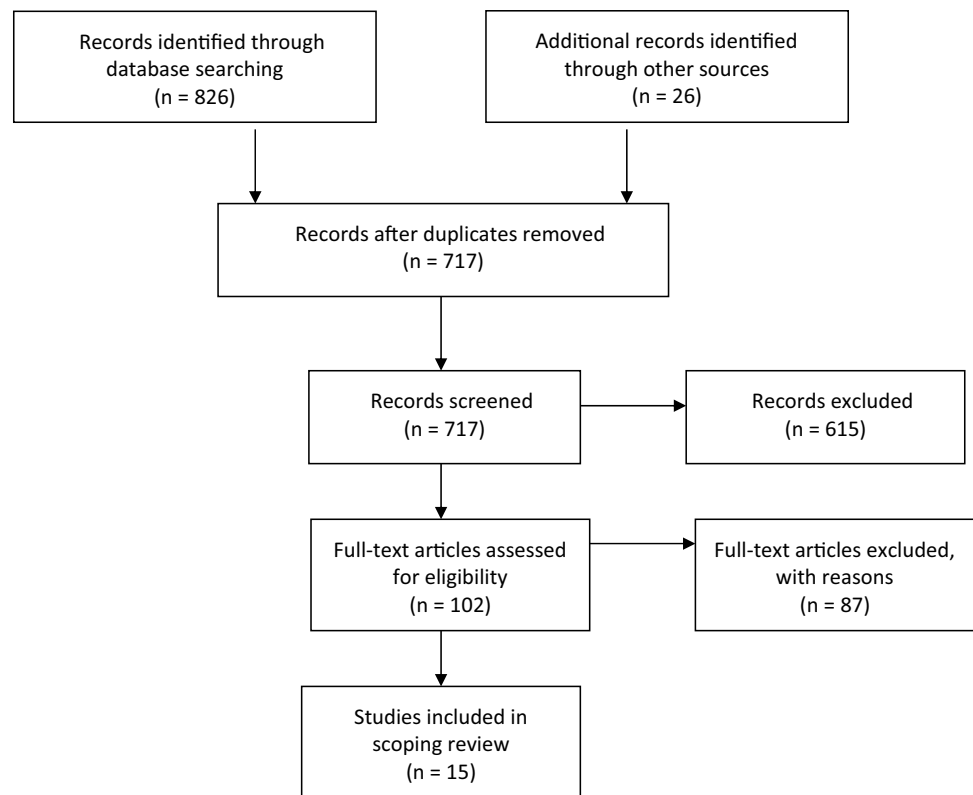 Records identified through
database searching
(n = 826)
Additional records identified
through other sources
(n = 26)
Records after duplicates removed
(n = 717)
Records screened
(n = 717)
Records excluded
(n = 615)
Full-text articles assessed
for eligibility
(n = 102)
Full-text articles excluded,
with reasons
(n = 87)
Studies included in
scoping review
(n = 15)